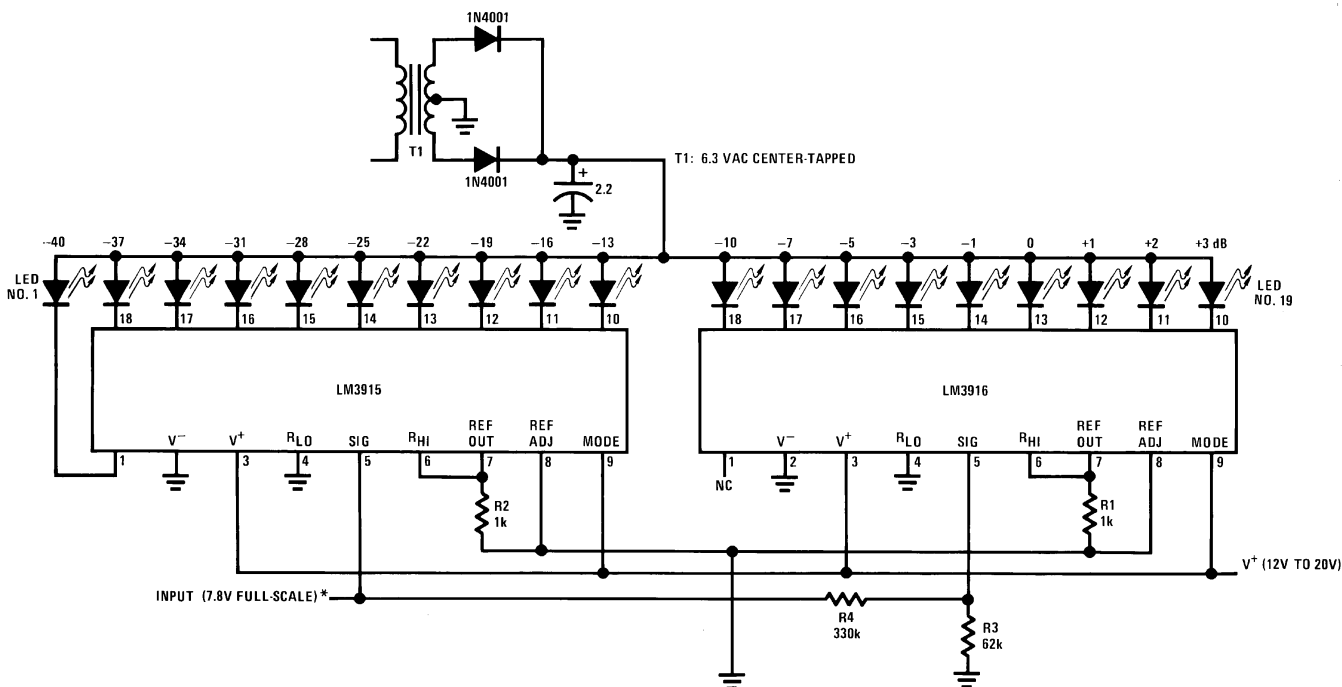 1N4001
T1
1N4001
+
2.2
T1: 6.3 VAC CENTER-TAPPED
−40 −37 −34 −31 −28 −25 −22 −19 −16 −13 −10 −7 −5 −3 −1 0 +1 +2 +3 dB
LED NO. 1
LED NO. 19
18 17 16 15 14 13 12 11 10
18 17 16 15 14 13 12 11 10
LM3915
LM3916
V− V+ RLO SIG RHI REF OUT REF ADJ MODE
1 3 4 5 6 7 8 9
V− V+ RLO SIG RHI REF OUT REF ADJ MODE
1 2 3 4 5 6 7 8 9
NC
R2
1k
R1
1k
V+ (12V TO 20V)
INPUT (7.8V FULL-SCALE)*
R4
330k
R3
62k